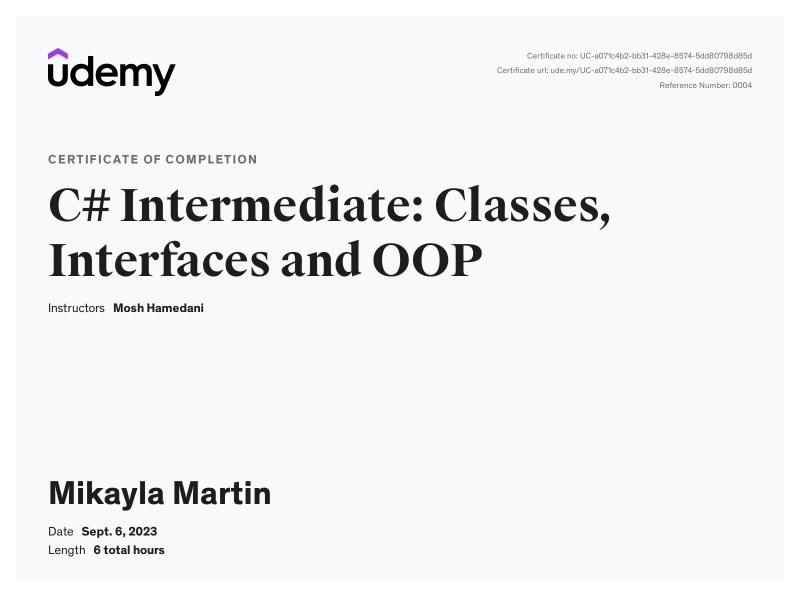 udemy
Certificate no: UC-a071c4b2-bb31-428e-8574-5dd80798d85d
Certificate url: ude.my/UC-a071c4b2-bb31-428e-8574-5dd80798d85d
Reference Number: 0004
CERTIFICATE OF COMPLETION
C# Intermediate: Classes,
Interfaces and OOP
Instructors Mosh Hamedani
Mikayla Martin
Date Sept. 6, 2023
Length 6 total hours